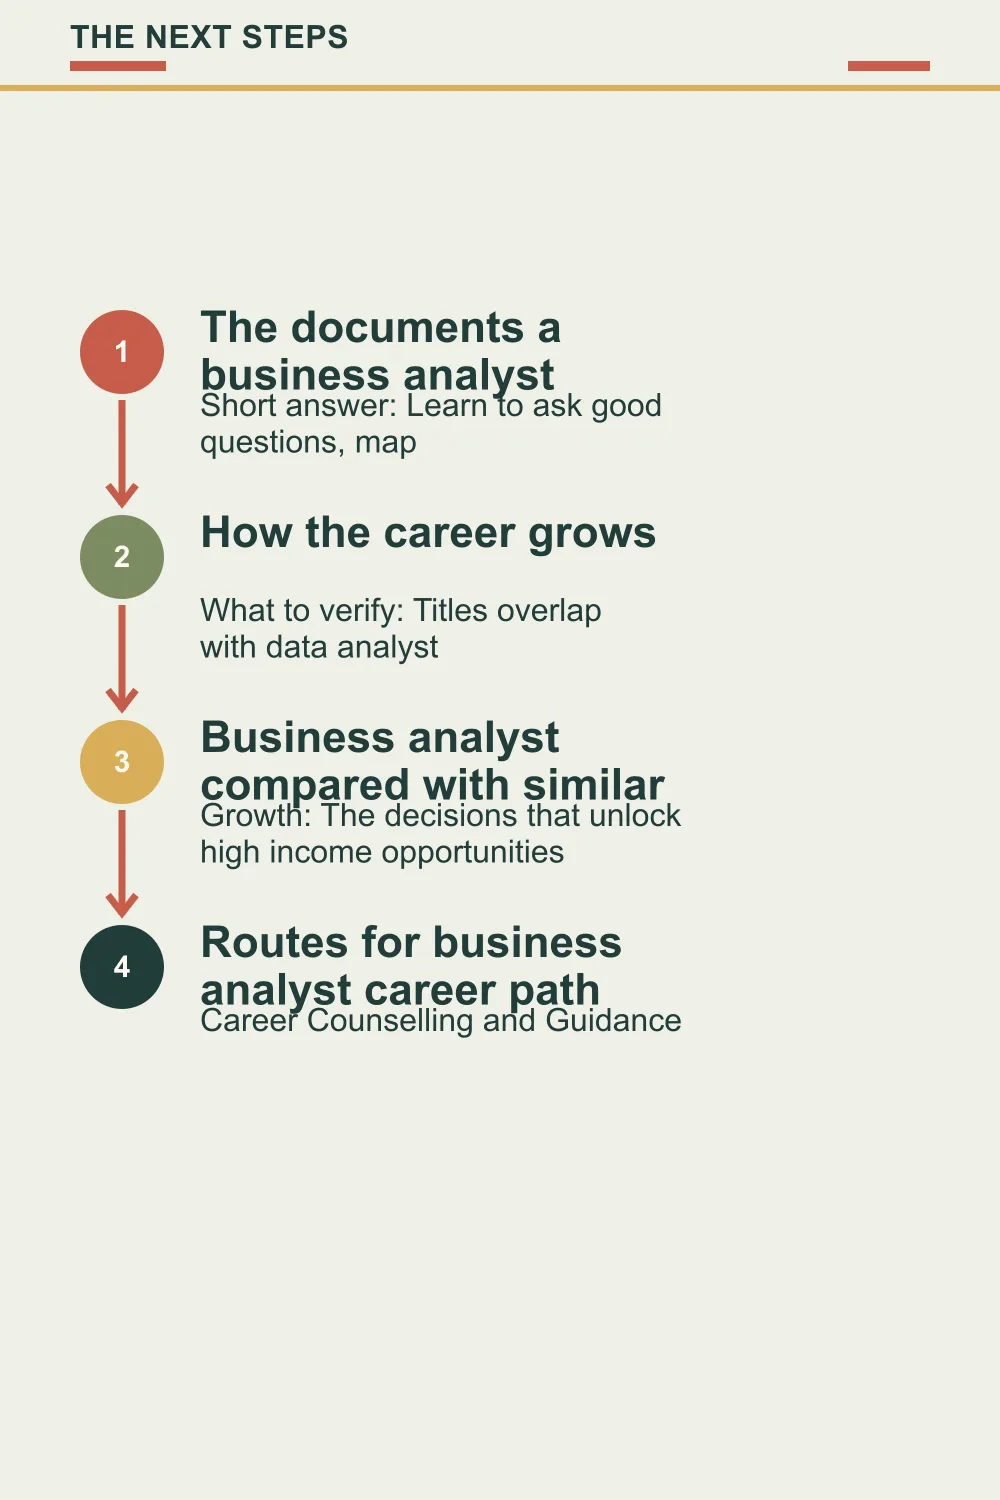 THE NEXT STEPS
1
The documents a
business analyst
Short answer: Learn to ask good
questions, map
2
How the career grows
What to verify: Titles overlap
with data analyst
3
Business analyst
compared with similar
Growth: The decisions that unlock
high income opportunities
4
Routes for business
analyst career path
Career Counselling and Guidance